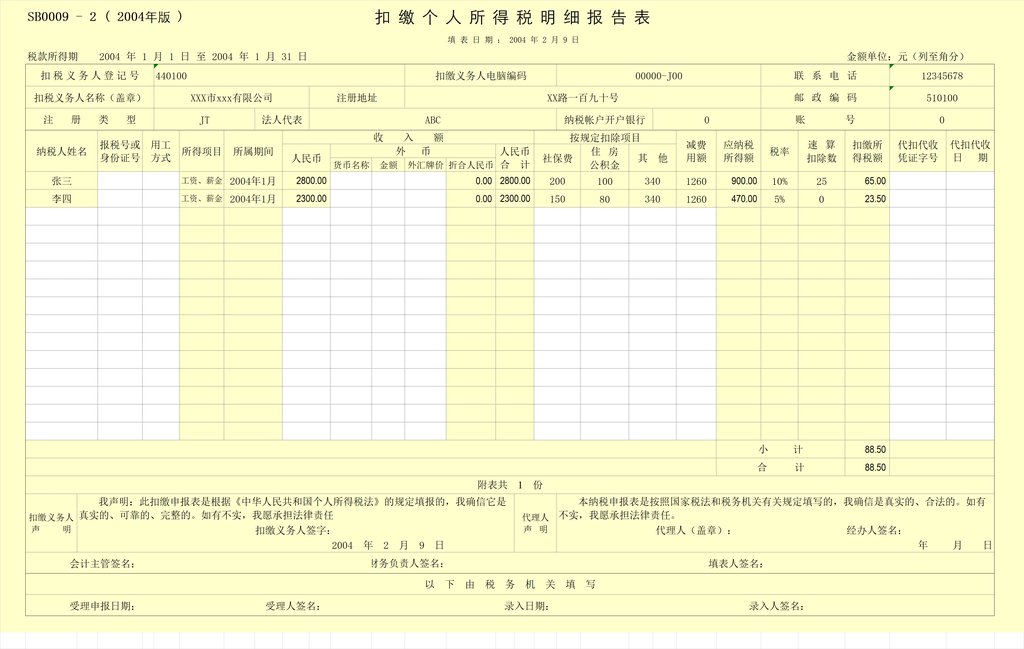 SB0009 - 2 ( 2004年版 )
扣 缴 个 人 所 得 税 明 细 报 告 表
填 表 日 期 : 2004 年 2 月 9 日
税款所得期 2004 年 1 月 1 日 至 2004 年 1 月 31 日 金额单位: 元 (列至角分)
扣税义务人登记号 440100 扣缴义务人电脑编码 00000-J00 联 系 电 话 12345678
扣税义务人名称 (盖章) XXX市xxx有限公司 注册地址 XX路一百九十号 邮 政 编 码 510100
注 册 类 型 JT 法人代表 ABC 纳税帐户开户银行 0 账 号 0
纳税人姓名 报税号或身份证号 用工方式 所得项目 所属期间 收 入 额 按规定扣除项目 减费用额 应纳税所得额 税率 速 算扣除数 扣缴所得税额 代扣代收凭证字号 代扣代收日 期
人民币 外 币 人民币合 计 社保费 住 房公积金 其 他
货币名称 金额 外汇牌价 折合人民币
张三 工资、薪金 2004年1月 2800.00 0.00 2800.00 200 100 340 1260 900.00 10% 25 65.00
李四 工资、薪金 2004年1月 2300.00 0.00 2300.00 150 80 340 1260 470.00 5% 0 23.50
小 计 88.50
合 计 88.50
附表共 1 份
扣缴义务人声 明 我声明: 此扣缴申报表是根据《中华人民共和国个人所得税法》的规定填报的, 我确信它是
真实的、可靠的、完整的。如有不实, 我愿承担法律责任
扣缴义务人签字:
2004 年 2 月 9 日
代理人声 明 本纳税申报表是按照国家税法和税务机关有关规定填写的, 我确信是真实的、合法的。如有
不实, 我愿承担法律责任。
代理人 (盖章) : 经办人签名:
年 月 日
会计主管签名: 财务负责人签名: 填表人签名:
以 下 由 税 务 机 关 填 写
受理申报日期: 受理人签名: 录入日期: 录入人签名: